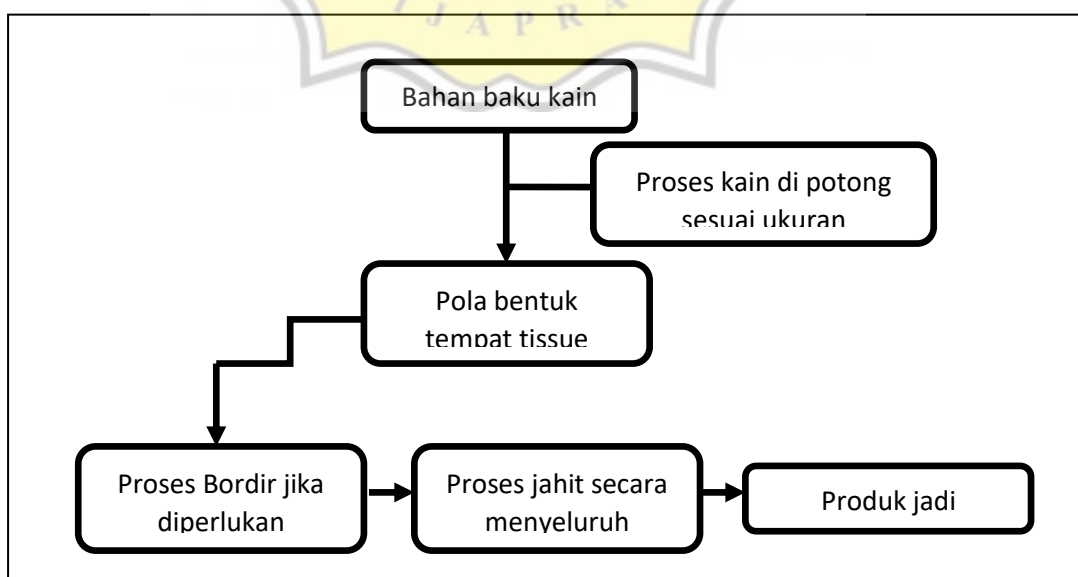 I J A P R A
Bahan baku kain
Proses kain di potong
sesuai ukuran
Pola bentuk
tempat tissue
Proses Bordir jika
diperlukan
Proses jahit secara
menyeluruh
Produk jadi